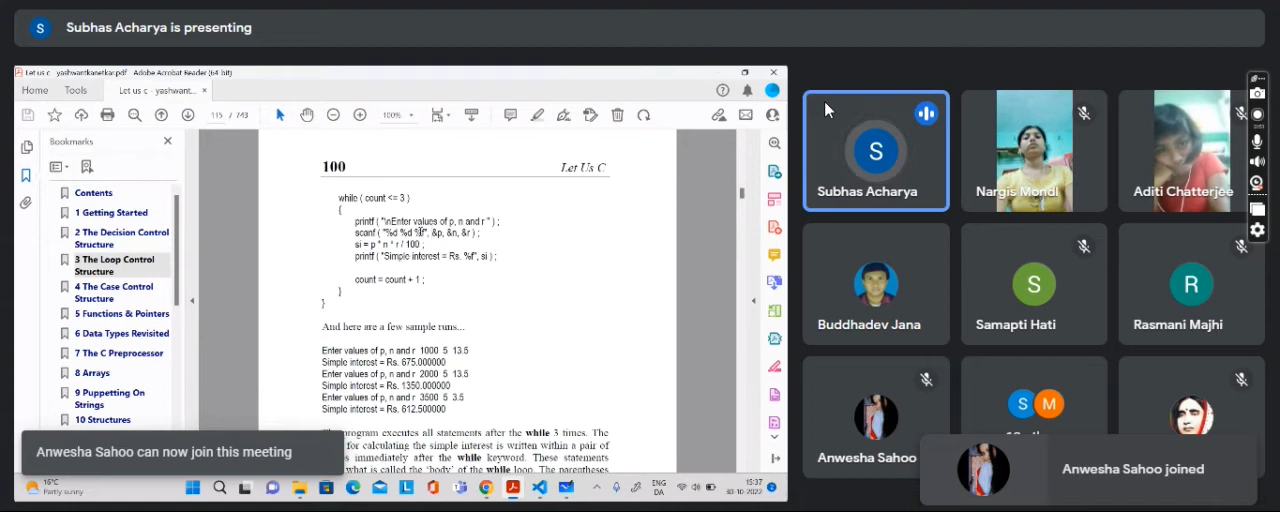 S Subhas Acharya is presenting
Let us c - yashwantkanetkar.pdf - Adobe Acrobat Reader (64-bit)
Home Tools Let us c - yashwant... ×
115 / 743 100%
Bookmarks ×
Contents
1 Getting Started
2 The Decision Control
Structure
3 The Loop Control
Structure
4 The Case Control
Structure
5 Functions & Pointers
6 Data Types Revisited
7 The C Preprocessor
8 Arrays
9 Puppetting On
Strings
10 Structures
100 Let Us C
while ( count <= 3 )
{
printf ( "\nEnter values of p, n and r " ) ;
scanf ( "%d %d %f", &p, &n, &r ) ;
si = p * n * r / 100 ;
printf ( "Simple interest = Rs. %f", si ) ;
count = count + 1 ;
}
}
And here are a few sample runs...
Enter values of p, n and r 1000 5 13.5
Simple interest = Rs. 675.000000
Enter values of p, n and r 2000 5 13.5
Simple interest = Rs. 1350.000000
Enter values of p, n and r 3500 5 3.5
Simple interest = Rs. 612.500000
program executes all statements after the while 3 times. The
for calculating the simple interest is written within a pair of
immediately after the while keyword. These statements
what is called the 'body' of the while loop. The parentheses
Anwesha Sahoo can now join this meeting
15°C
Partly sunny
ENG
DA
15:37
30-10-2022
S
Subhas Acharya
Nargis Mondl
Aditi Chatterjee
Buddhadev Jana
S
Samapti Hati
R
Rasmani Majhi
Anwesha Sahoo
S M
Anwesha Sahoo joined